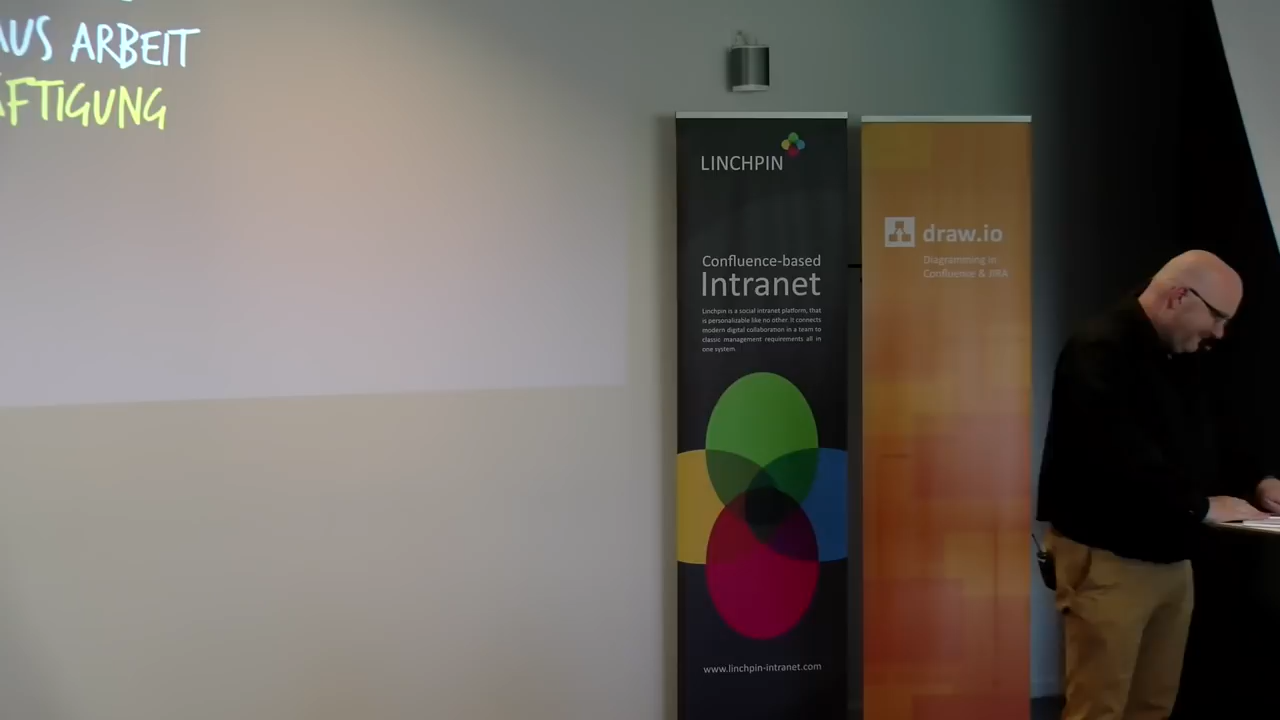 AUS ARBEIT
LINCHPIN
Confluence-based
Intranet
Linchpin is a social intranet platform, that
is personalizable like no other. It connects
modern digital collaboration in a team to
classic management requirements all in
one system.
www.linchpin-intranet.com
draw.io
Diagramming in
Confluence & JIRA